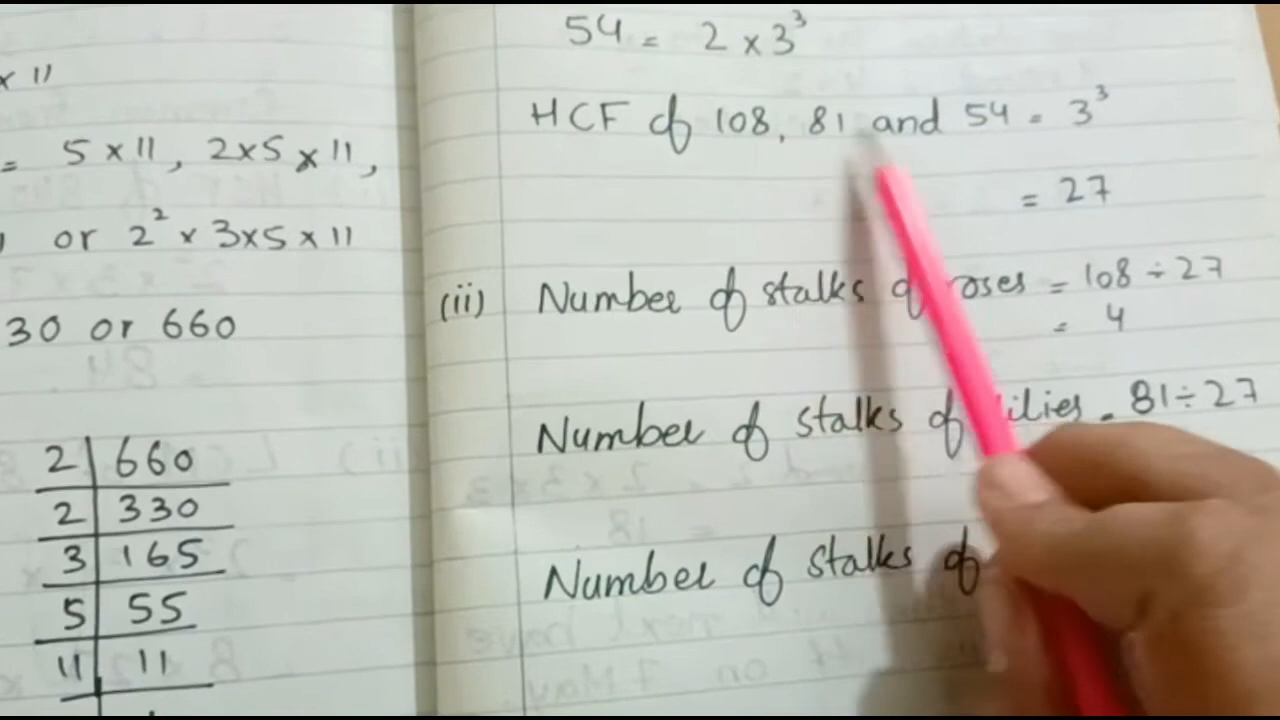 x 11
= 5 x 11, 2x5 x 11,
or 2² x 3x5 x 11
30 or 660
2 | 660
2 | 330
3 | 165
5 | 55
11 | 11
54 = 2 x 3³
HCF of 108, 81 and 54 = 3³
= 27
(ii) Number of stalks of roses = 108 ÷ 27
= 4
Number of stalks of lilies = 81 ÷ 27
Number of stalks of